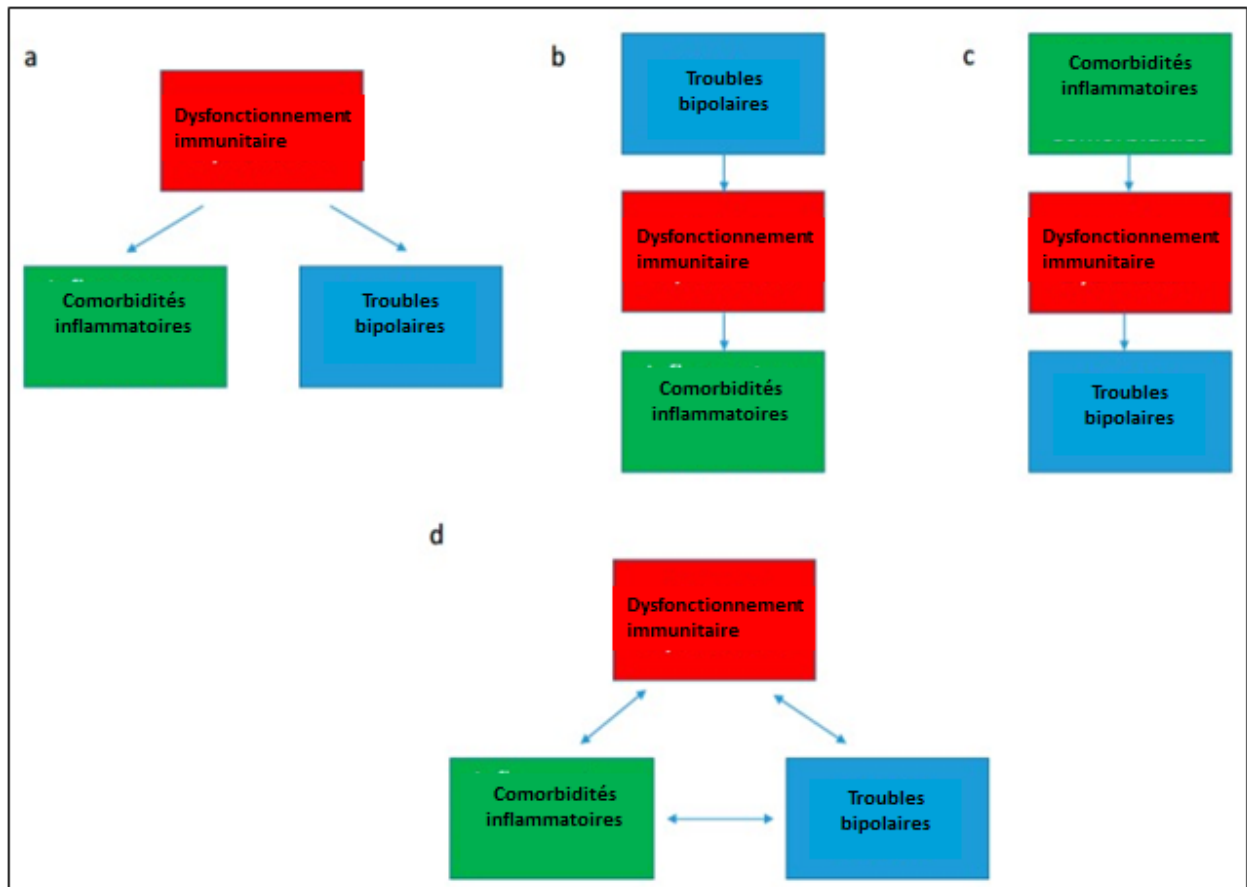 a
Dysfonctionnement
immunitaire
Comorbidités
inflammatoires
Troubles
bipolaires
b
Troubles
bipolaires
Dysfonctionnement
immunitaire
Comorbidités
inflammatoires
c
Comorbidités
inflammatoires
Dysfonctionnement
immunitaire
Troubles
bipolaires
d
Dysfonctionnement
immunitaire
Comorbidités
inflammatoires
Troubles
bipolaires